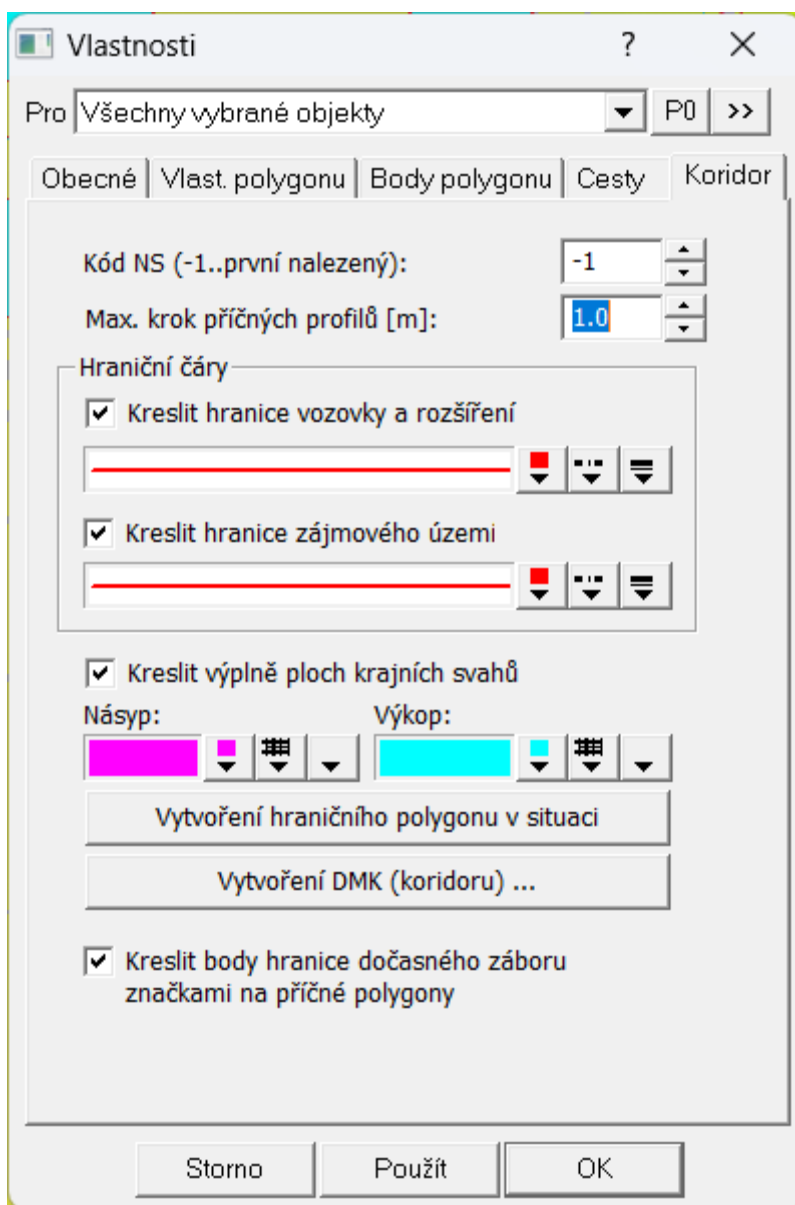 Vlastnosti ?
Pro Všechny vybrané objekty P0 >>
Obecné Vlast. polygonu Body polygonu Cesty Koridor
Kód NS (-1..první nalezený): -1
Max. krok příčných profilů [m]: 1.0
Hraniční čáry
Kreslit hranice vozovky a rozšíření
Kreslit hranice zájmového území
Kreslit výplně ploch krajních svahů
Násyp: Výkop:
Vytvoření hraničního polygonu v situaci
Vytvoření DMK (koridoru) ...
Kreslit body hranice dočasného záboru
značkami na příčné polygony
Storno Použít OK